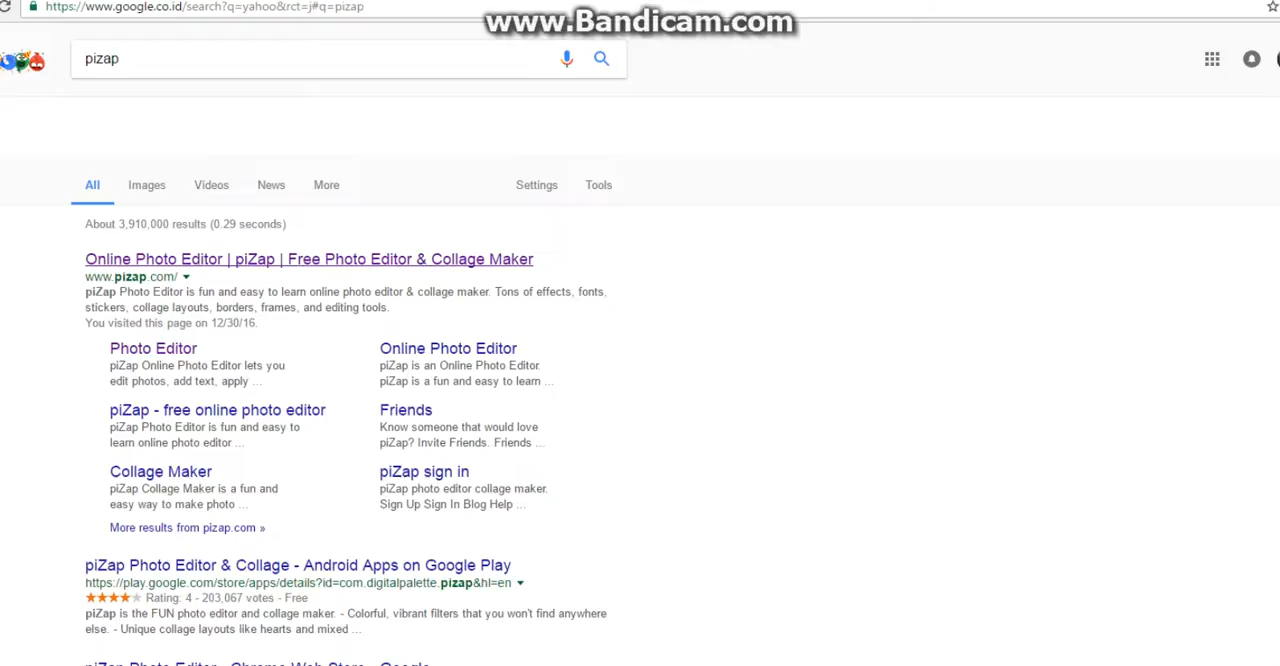 https://www.google.co.id/search?q=yahoo&rct=j#q=pizap
www.Bandicam.com
pizap
All Images Videos News More Settings Tools
About 3,910,000 results (0.29 seconds)
Online Photo Editor | piZap | Free Photo Editor & Collage Maker
www.pizap.com/
piZap Photo Editor is fun and easy to learn online photo editor & collage maker. Tons of effects, fonts,
stickers, collage layouts, borders, frames, and editing tools.
You visited this page on 12/30/16.
Photo Editor
piZap Online Photo Editor lets you
edit photos, add text, apply ...
Online Photo Editor
piZap is an Online Photo Editor.
piZap is a fun and easy to learn ...
piZap - free online photo editor
piZap Photo Editor is fun and easy to
learn online photo editor ...
Friends
Know someone that would love
piZap? Invite Friends. Friends ...
Collage Maker
piZap Collage Maker is a fun and
easy way to make photo ...
piZap sign in
piZap photo editor collage maker.
Sign Up Sign In Blog Help ...
More results from pizap.com »
piZap Photo Editor & Collage - Android Apps on Google Play
https://play.google.com/store/apps/details?id=com.digitalpalette.pizap&hl=en
Rating: 4 - 203,067 votes - Free
piZap is the FUN photo editor and collage maker. - Colorful, vibrant filters that you won't find anywhere
else. - Unique collage layouts like hearts and mixed ...
piZap Photo Editor - Chrome Web Store - Google